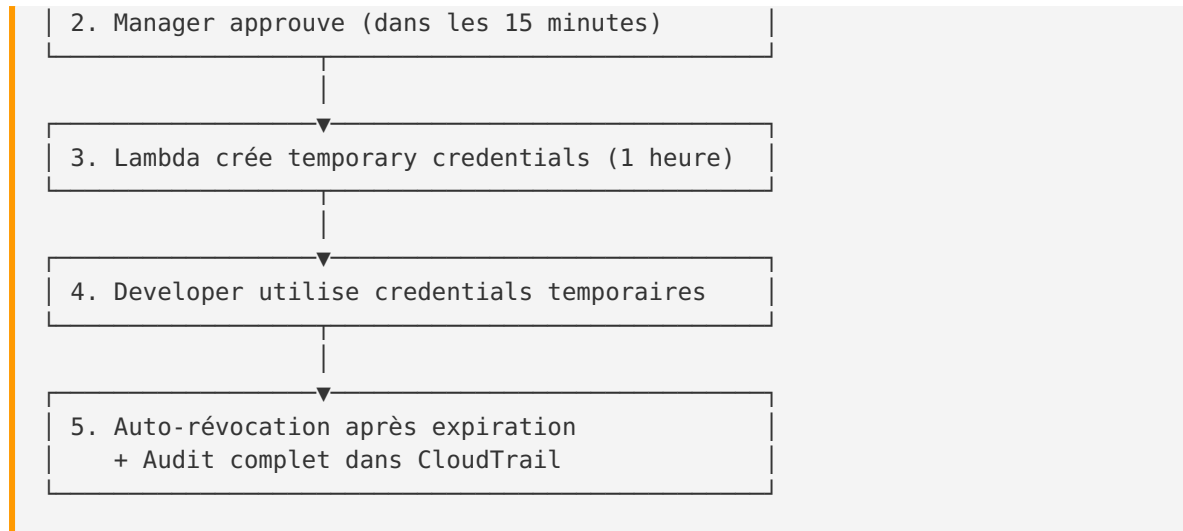 2. Manager approuve (dans les 15 minutes)
3. Lambda crée temporary credentials (1 heure)
4. Developer utilise credentials temporaires
5. Auto-révocation après expiration
+ Audit complet dans CloudTrail